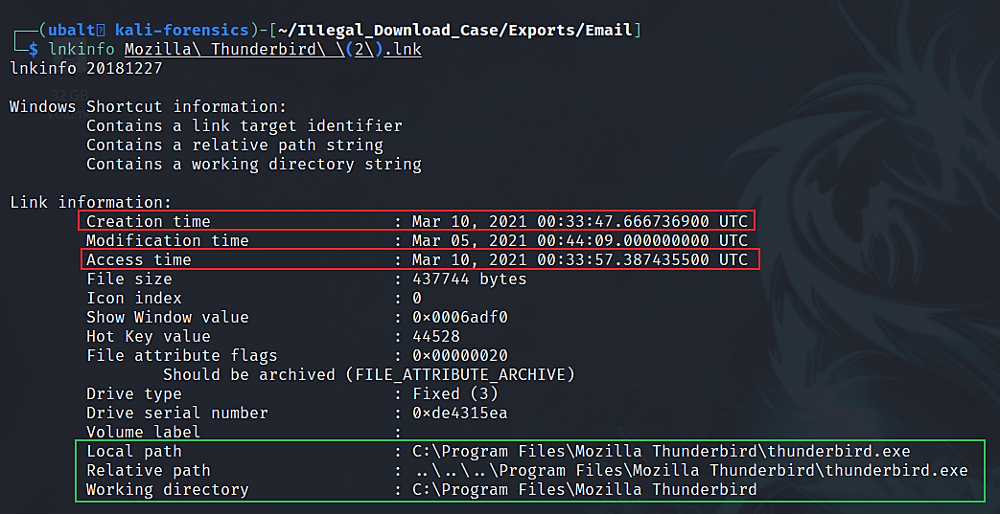 (ubalt kali-forensics)-[~/Illegal_Download_Case/Exports/Email]
$ lnkinfo Mozilla\ Thunderbird\ \(2\).lnk
lnkinfo 20181227
Windows Shortcut information:
Contains a link target identifier
Contains a relative path string
Contains a working directory string
Link information:
Creation time : Mar 10, 2021 00:33:47.666736900 UTC
Modification time : Mar 05, 2021 00:44:09.000000000 UTC
Access time : Mar 10, 2021 00:33:57.387435500 UTC
File size : 437744 bytes
Icon index : 0
Show Window value : 0x0006adf0
Hot Key value : 44528
File attribute flags : 0x00000020
Should be archived (FILE_ATTRIBUTE_ARCHIVE)
Drive type : Fixed (3)
Drive serial number : 0xde4315ea
Volume label :
Local path : C:\Program Files\Mozilla Thunderbird\thunderbird.exe
Relative path : ..\..\..\Program Files\Mozilla Thunderbird\thunderbird.exe
Working directory : C:\Program Files\Mozilla Thunderbird